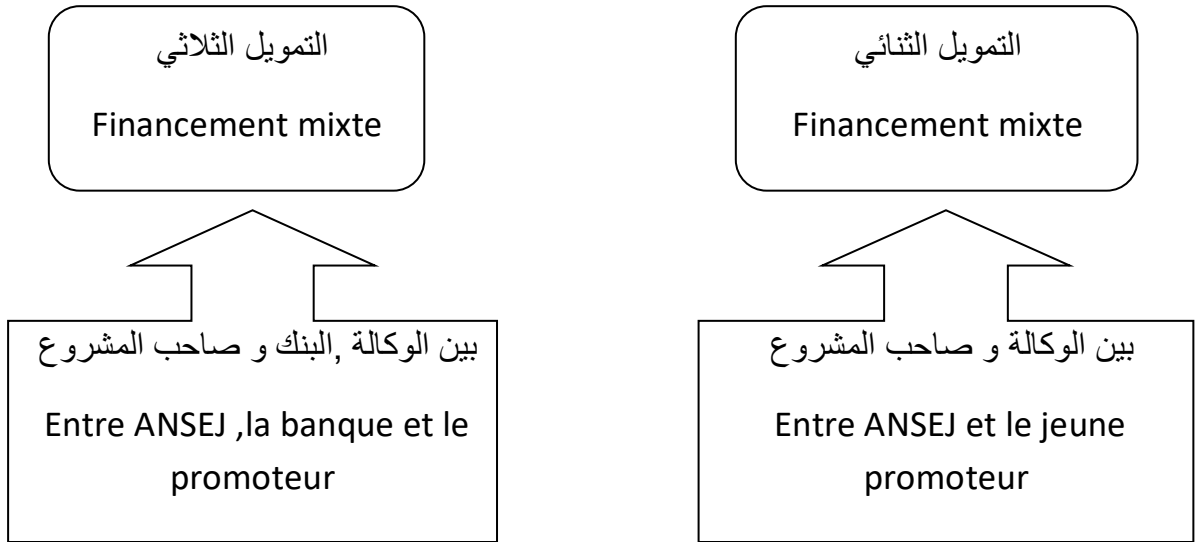 التمويل الثنائي
Financement mixte
بين الوكالة و صاحب المشروع
Entre ANSEJ et le jeune
promoteur
التمويل الثلاثي
Financement mixte
بين الوكالة ,البنك و صاحب المشروع
Entre ANSEJ ,la banque et le
promoteur